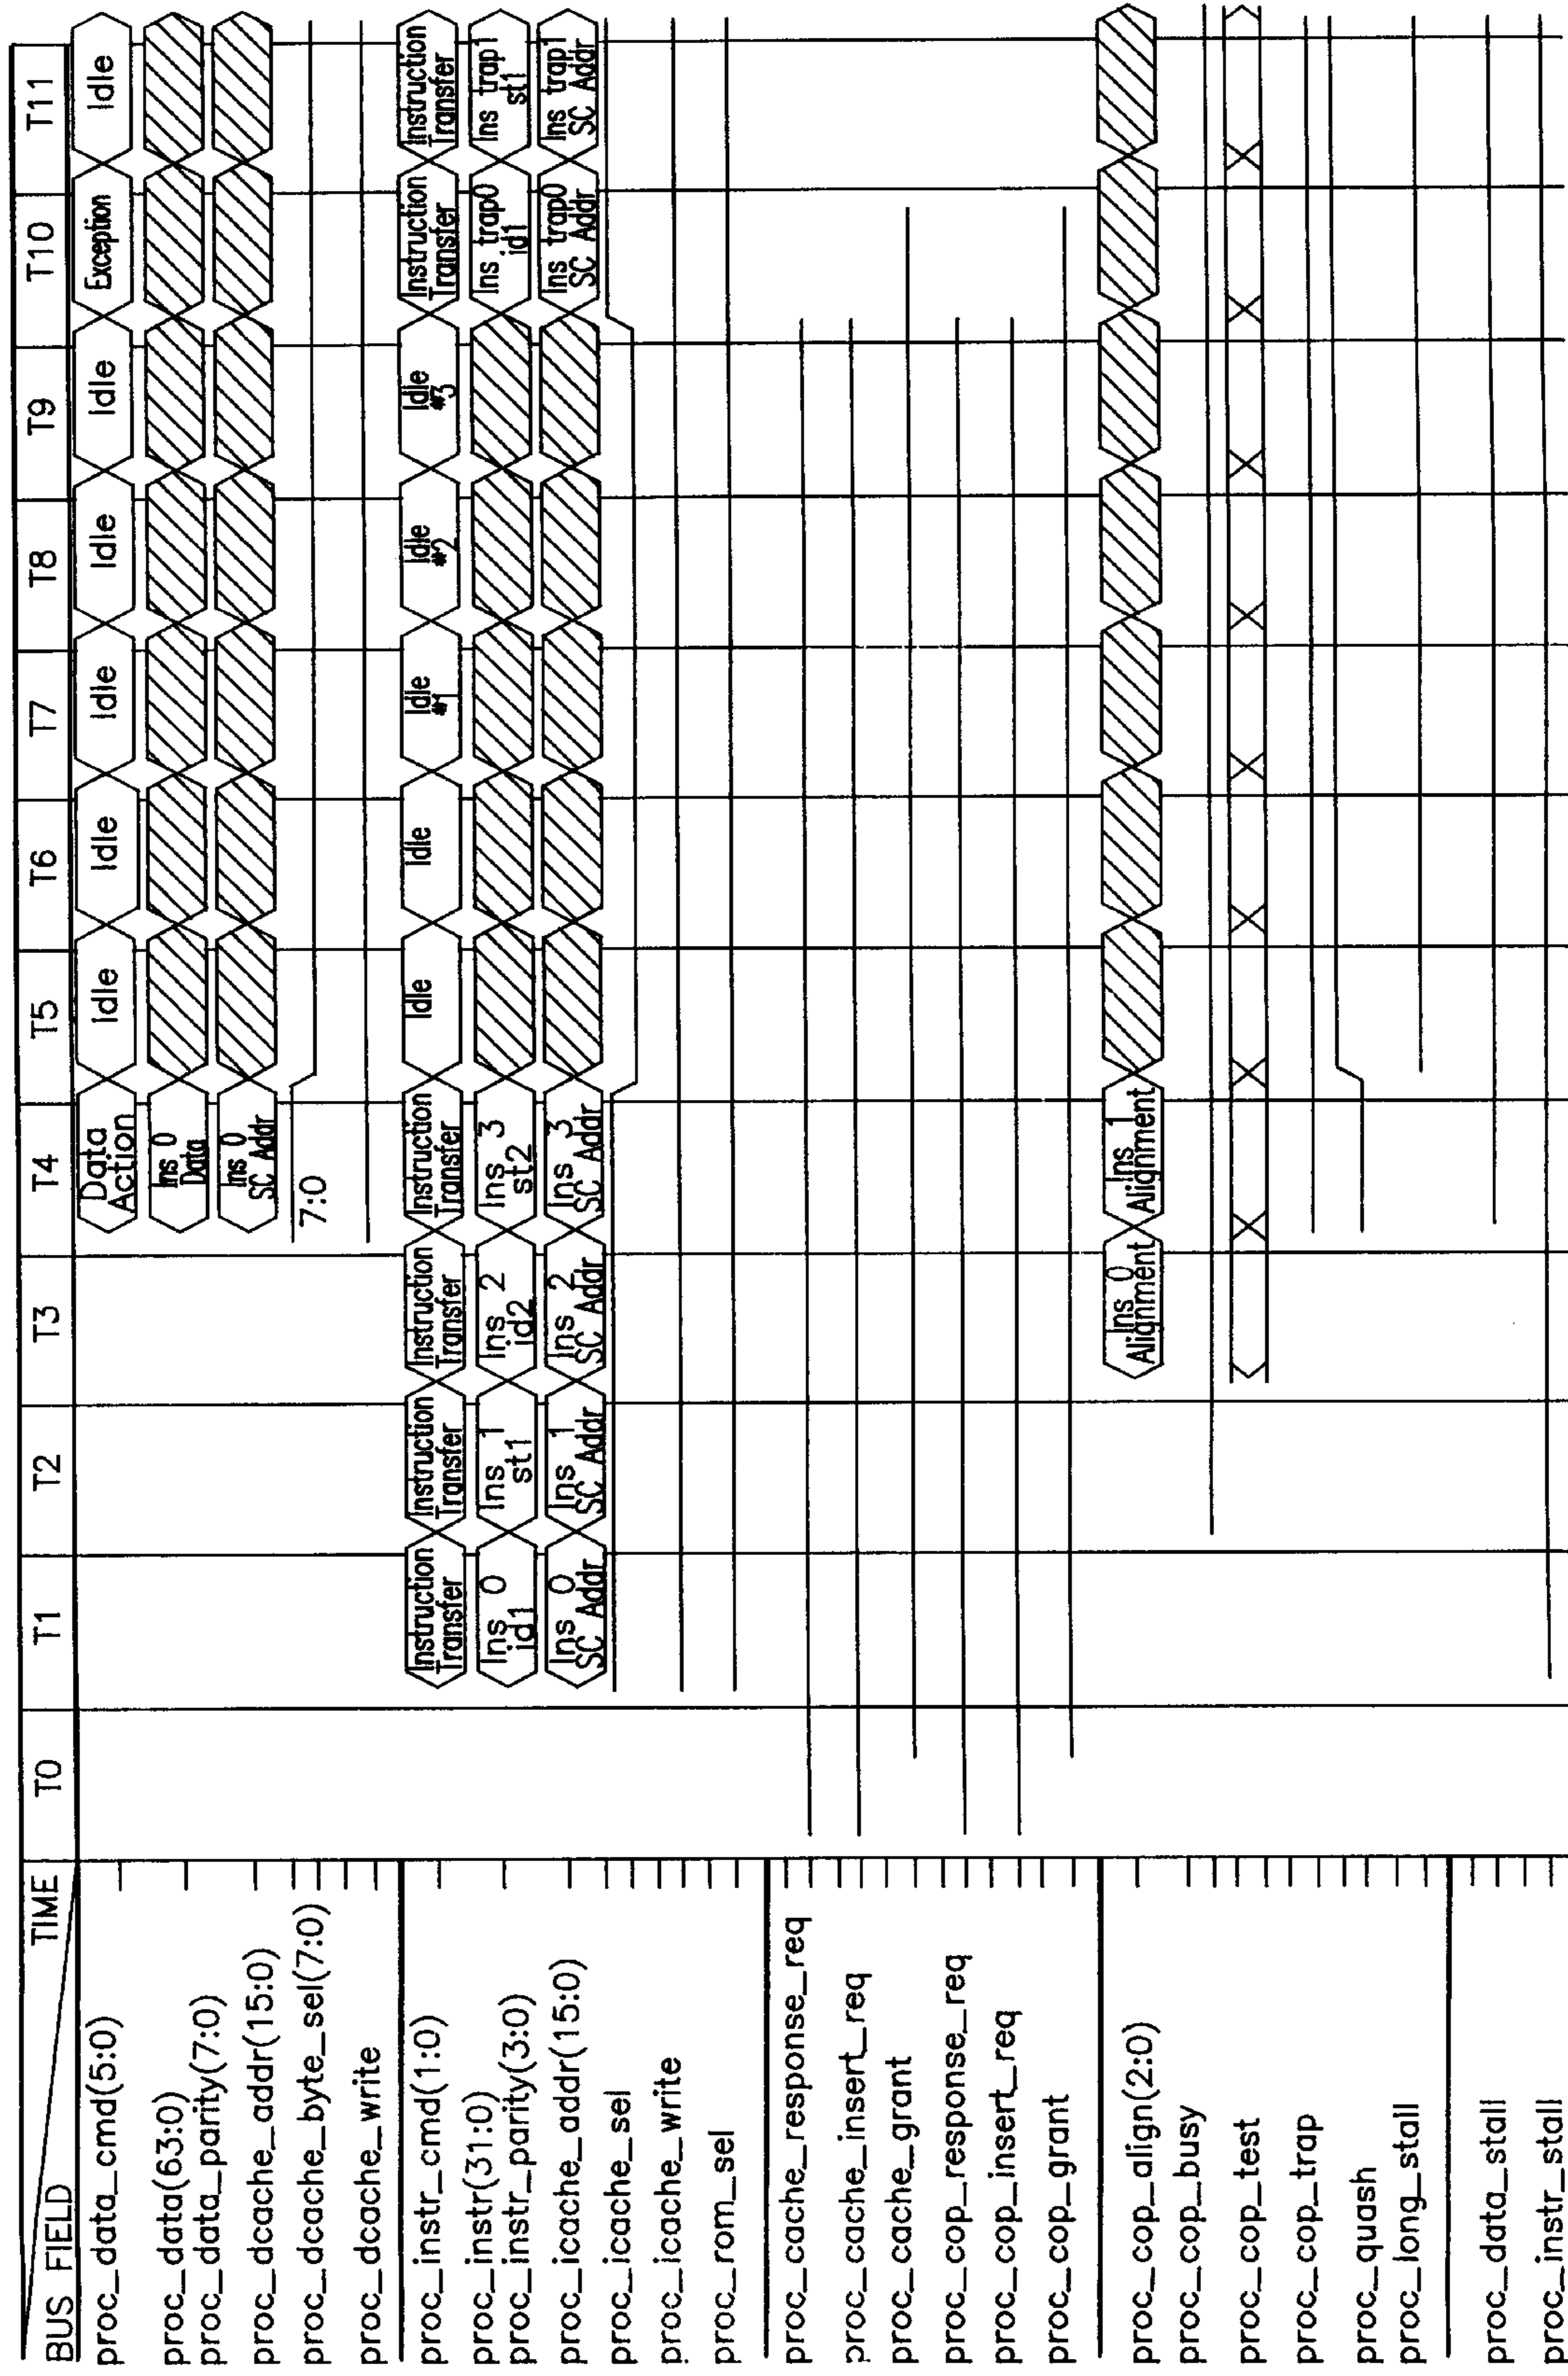 BUS FIELD TIME T0 T1 T2 T3 T4 T5 T6 T7 T8 T9 T10 T11
proc_data_cmd(5:0) Data Action Idle Idle Idle Idle Idle Exception Idle
proc_data(63:0)
proc_data_parity(7:0) Ins 0 Data
proc_dcache_addr(15:0) Ins 0 SC Addr
proc_dcache_byte_sel(7:0) 7:0
proc_dcache_write
proc_instr_cmd(1:0) Instruction Transfer Instruction Transfer Instruction Transfer Instruction Transfer Idle Idle Idle #1 Idle #2 Idle #3 Instruction Transfer Instruction Transfer
proc_instr(31:0)
proc_instr_parity(3:0) Ins 0 id1 Ins 1 st1 Ins 2 id2 Ins 3 st2 Ins trap0 id1 Ins trap1 st1
proc_icache_addr(15:0) Ins 0 SC Addr Ins 1 SC Addr Ins 2 SC Addr Ins 3 SC Addr Ins trap0 SC Addr Ins trap1 SC Addr
proc_icache_sel
proc_icache_write
proc_rom_sel
proc_cache_response_req
proc_cache_insert_req
proc_cache_grant
proc_cop_response_req
proc_cop_insert_req
proc_cop_grant
proc_cop_align(2:0) Ins 0 Alignment Ins 1 Alignment
proc_cop_busy
proc_cop_test
proc_cop_trap
proc_quash
proc_long_stall
proc_data_stall
proc_instr_stall